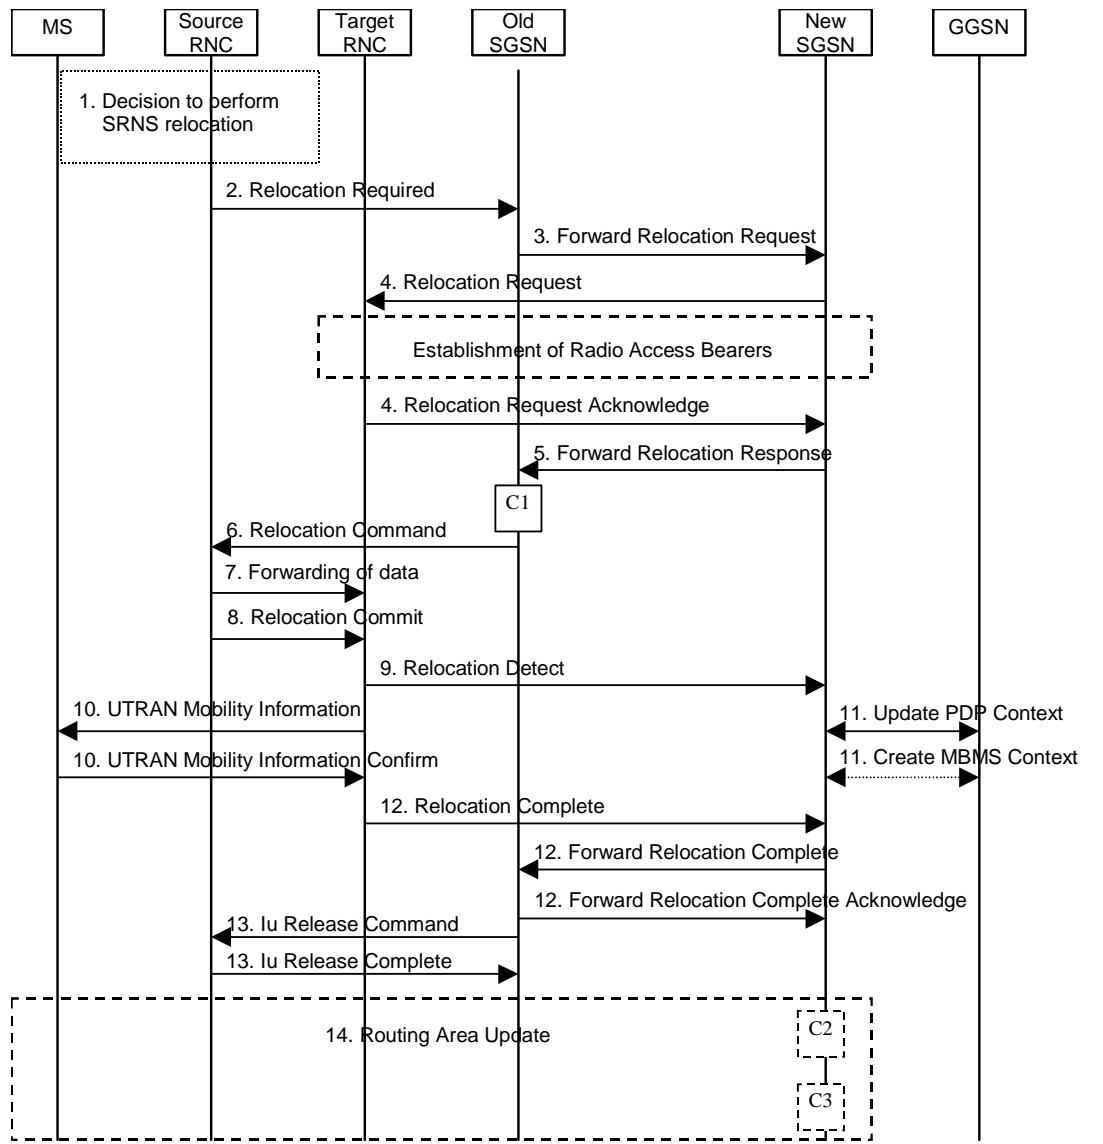 MS
Source
RNC
Target
RNC
Old
SGSN
New
SGSN
GGSN
1. Decision to perform
SRNS relocation
2. Relocation Required
3. Forward Relocation Request
4. Relocation Request
Establishment of Radio Access Bearers
4. Relocation Request Acknowledge
5. Forward Relocation Response
C1
6. Relocation Command
7. Forwarding of data
8. Relocation Commit
9. Relocation Detect
10. UTRAN Mobility Information
11. Update PDP Context
10. UTRAN Mobility Information Confirm
11. Create MBMS Context
12. Relocation Complete
12. Forward Relocation Complete
12. Forward Relocation Complete Acknowledge
13. Iu Release Command
13. Iu Release Complete
14. Routing Area Update
C2
C3